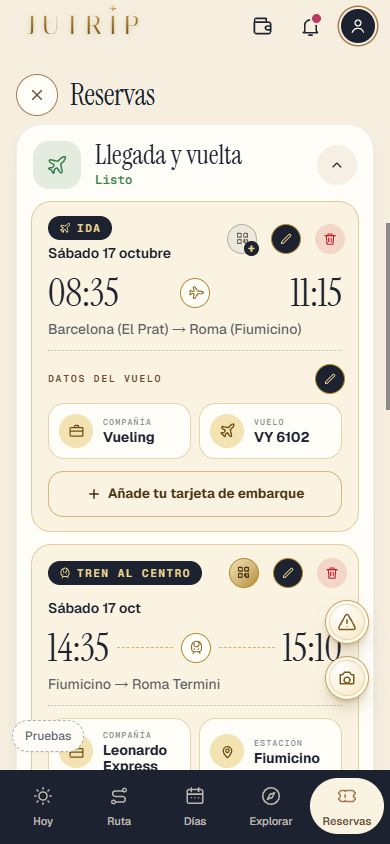 JUTRIP
Reservas
Llegada y vuelta
Listo
IDA
Sábado 17 octubre
08:35 11:15
Barcelona (El Prat) → Roma (Fiumicino)
DATOS DEL VUELO
COMPAÑÍA
Vueling
VUELO
VY 6102
+ Añade tu tarjeta de embarque
TREN AL CENTRO
Sábado 17 oct
14:35 15:10
Fiumicino → Roma Termini
COMPAÑÍA
Leonardo
Express
ESTACIÓN
Fiumicino
Pruebas
Hoy Ruta Días Explorar Reservas